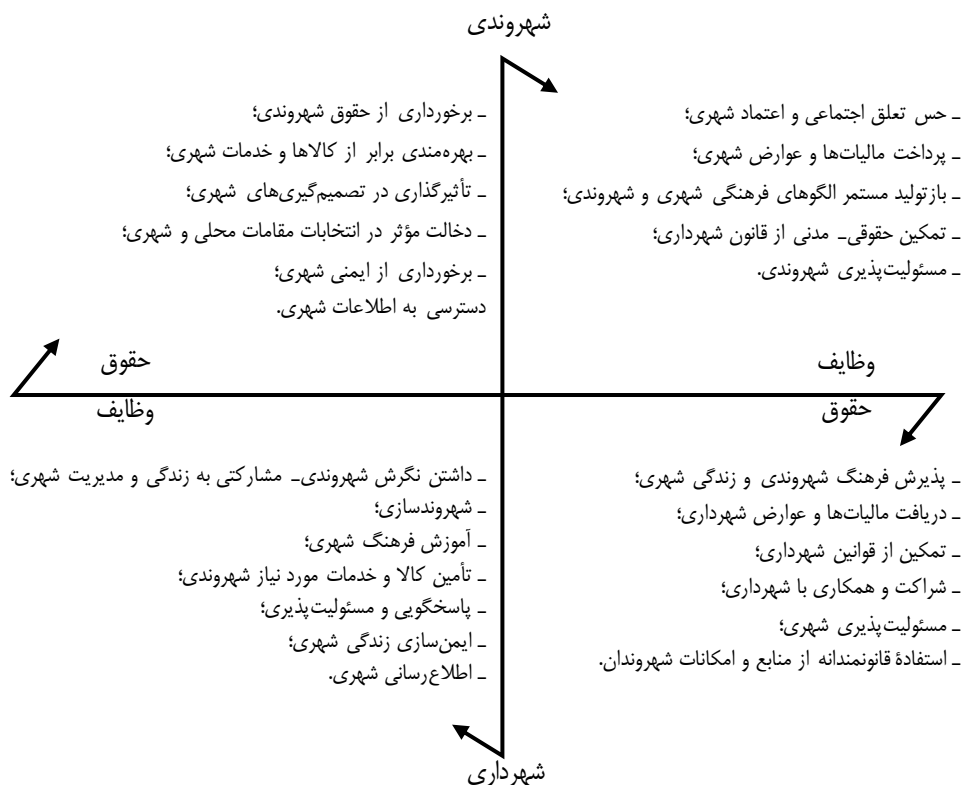 شهروندی
ـ حس تعلق اجتماعی و اعتماد شهری؛
ـ پرداخت مالیات‌ها و عوارض شهری؛
ـ بازتولید مستمر الگوهای فرهنگی شهری و شهروندی؛
ـ تمکین حقوقی‌ـ مدنی از قانون شهرداری؛
ـ مسئولیت‌پذیری شهروندی.
ـ برخورداری از حقوق شهروندی؛
ـ بهره‌مندی برابر از کالاها و خدمات شهری؛
ـ تأثیرگذاری در تصمیم‌گیری‌های شهری؛
ـ دخالت مؤثر در انتخابات مقامات محلی و شهری؛
ـ برخورداری از ایمنی شهری؛
دسترسی به اطلاعات شهری.
وظایف
حقوق
حقوق
وظایف
ـ پذیرش فرهنگ شهروندی و زندگی شهری؛
ـ دریافت مالیات‌ها و عوارض شهرداری؛
ـ تمکین از قوانین شهرداری؛
ـ شراکت و همکاری با شهرداری؛
ـ مسئولیت‌پذیری شهری؛
ـ استفادهٔ قانونمندانه از منابع و امکانات شهروندان.
ـ داشتن نگرش شهروندی‌ـ مشارکتی به زندگی و مدیریت شهری؛
ـ شهروندسازی؛
ـ آموزش فرهنگ شهری؛
ـ تأمین کالا و خدمات مورد نیاز شهروندی؛
ـ پاسخگویی و مسئولیت‌پذیری؛
ـ ایمن‌سازی زندگی شهری؛
ـ اطلاع‌رسانی شهری.
شهرداری